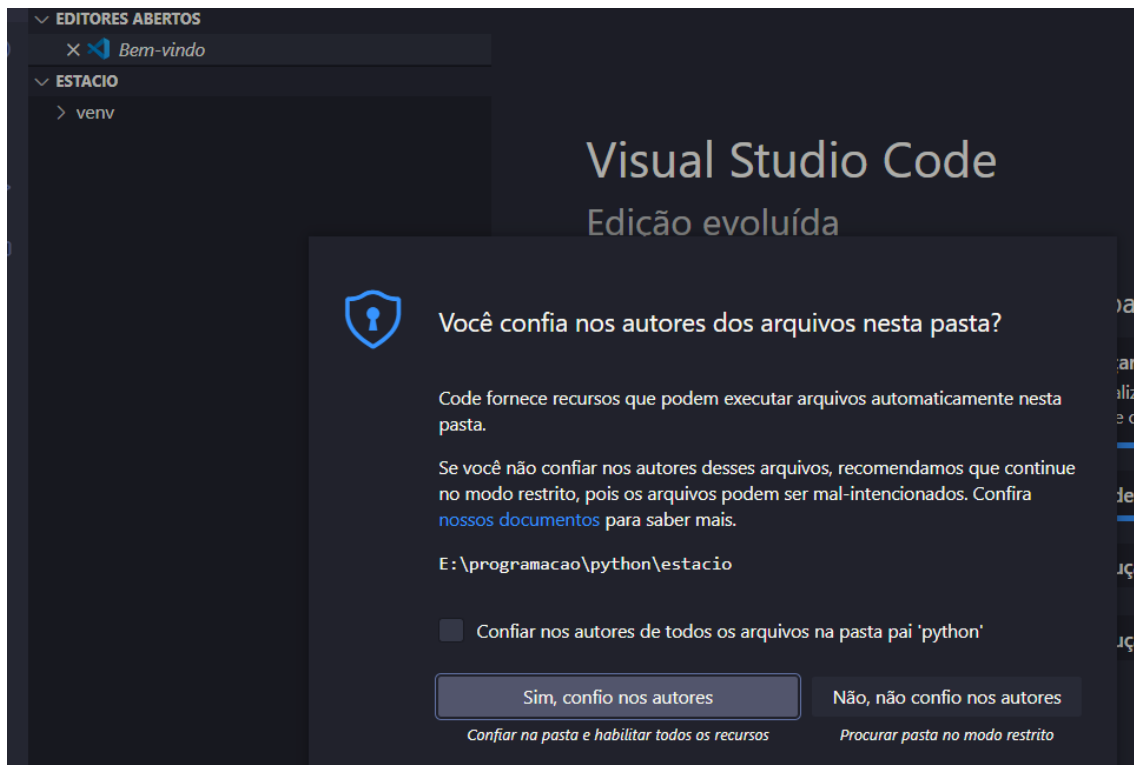 EDITORES ABERTOS
Bem-vindo
ESTACIO
venv
Visual Studio Code
Edição evoluída
Você confia nos autores dos arquivos nesta pasta?
Code fornece recursos que podem executar arquivos automaticamente nesta
pasta.
Se você não confiar nos autores desses arquivos, recomendamos que continue
no modo restrito, pois os arquivos podem ser mal-intencionados. Confira
nossos documentos para saber mais.
E:\programacao\python\estacio
Confiar nos autores de todos os arquivos na pasta pai 'python'
Sim, confio nos autores
Não, não confio nos autores
Confiar na pasta e habilitar todos os recursos
Procurar pasta no modo restrito